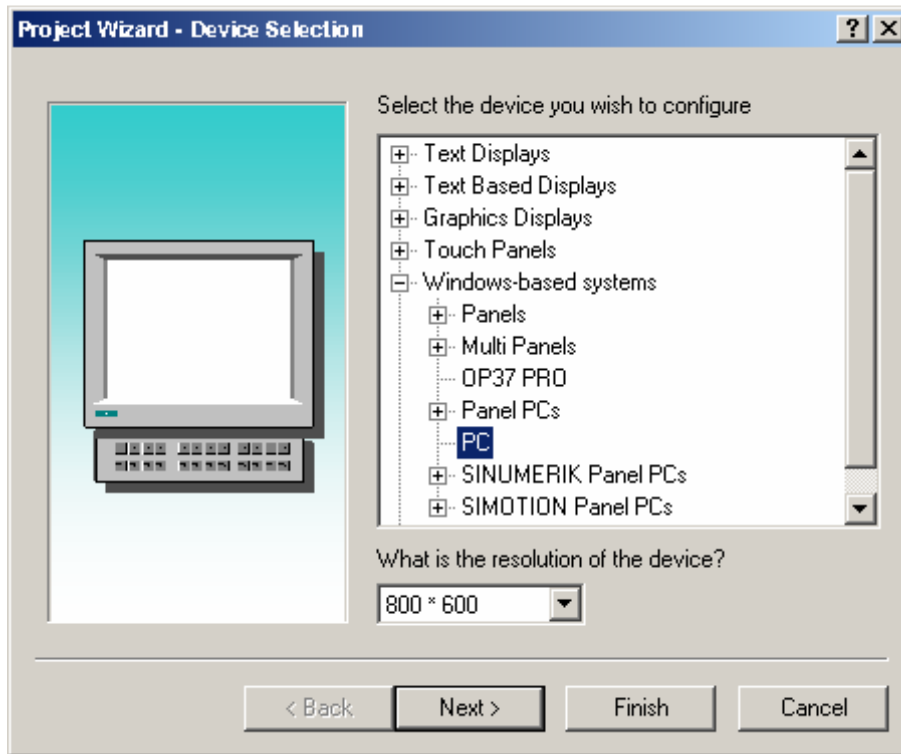 Project Wizard - Device Selection
Select the device you wish to configure
Text Displays
Text Based Displays
Graphics Displays
Touch Panels
Windows-based systems
Panels
Multi Panels
OP37 PRO
Panel PCs
PC
SINUMERIK Panel PCs
SIMOTION Panel PCs
What is the resolution of the device?
800 * 600
< Back Next > Finish Cancel